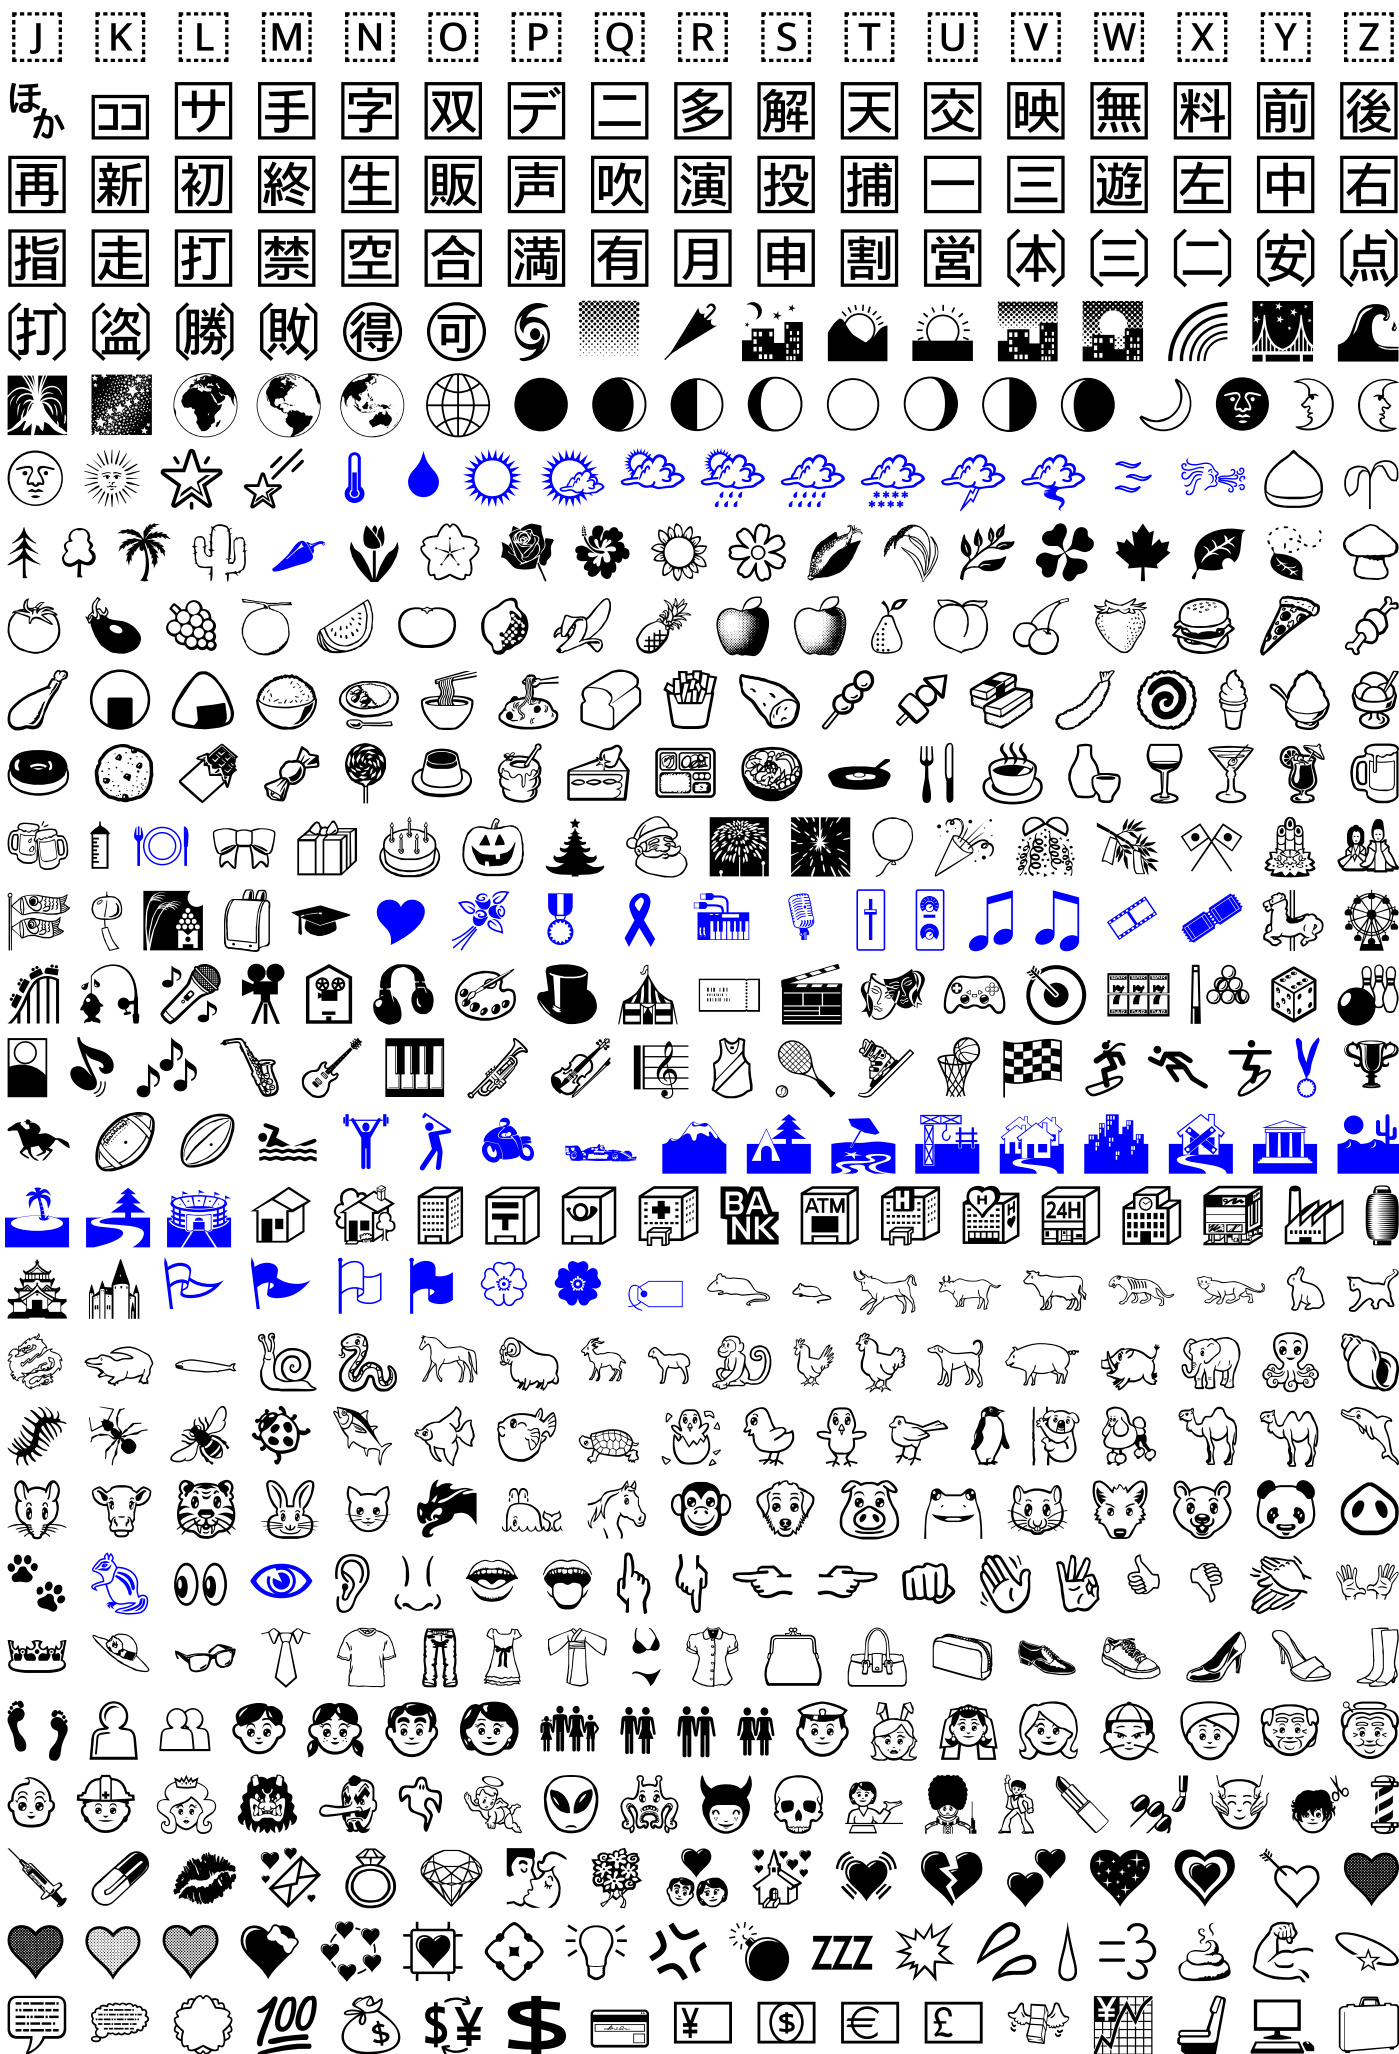 J K L M N O P Q R S T U V W X Y Z
ほか ココ サ 手 字 双 デ 二 多 解 天 交 映 無 料 前 後
再 新 初 終 生 販 声 吹 演 投 捕 一 三 遊 左 中 右
指 走 打 禁 空 合 満 有 月 申 割 営 〔本〕 〔三〕 〔二〕 〔安〕 〔点〕
〔打〕 〔盗〕 〔勝〕 〔敗〕 得 可
BANK ATM H H 24H
ZZZ
100 $ $ ¥ $ ¥ $ € £ ¥